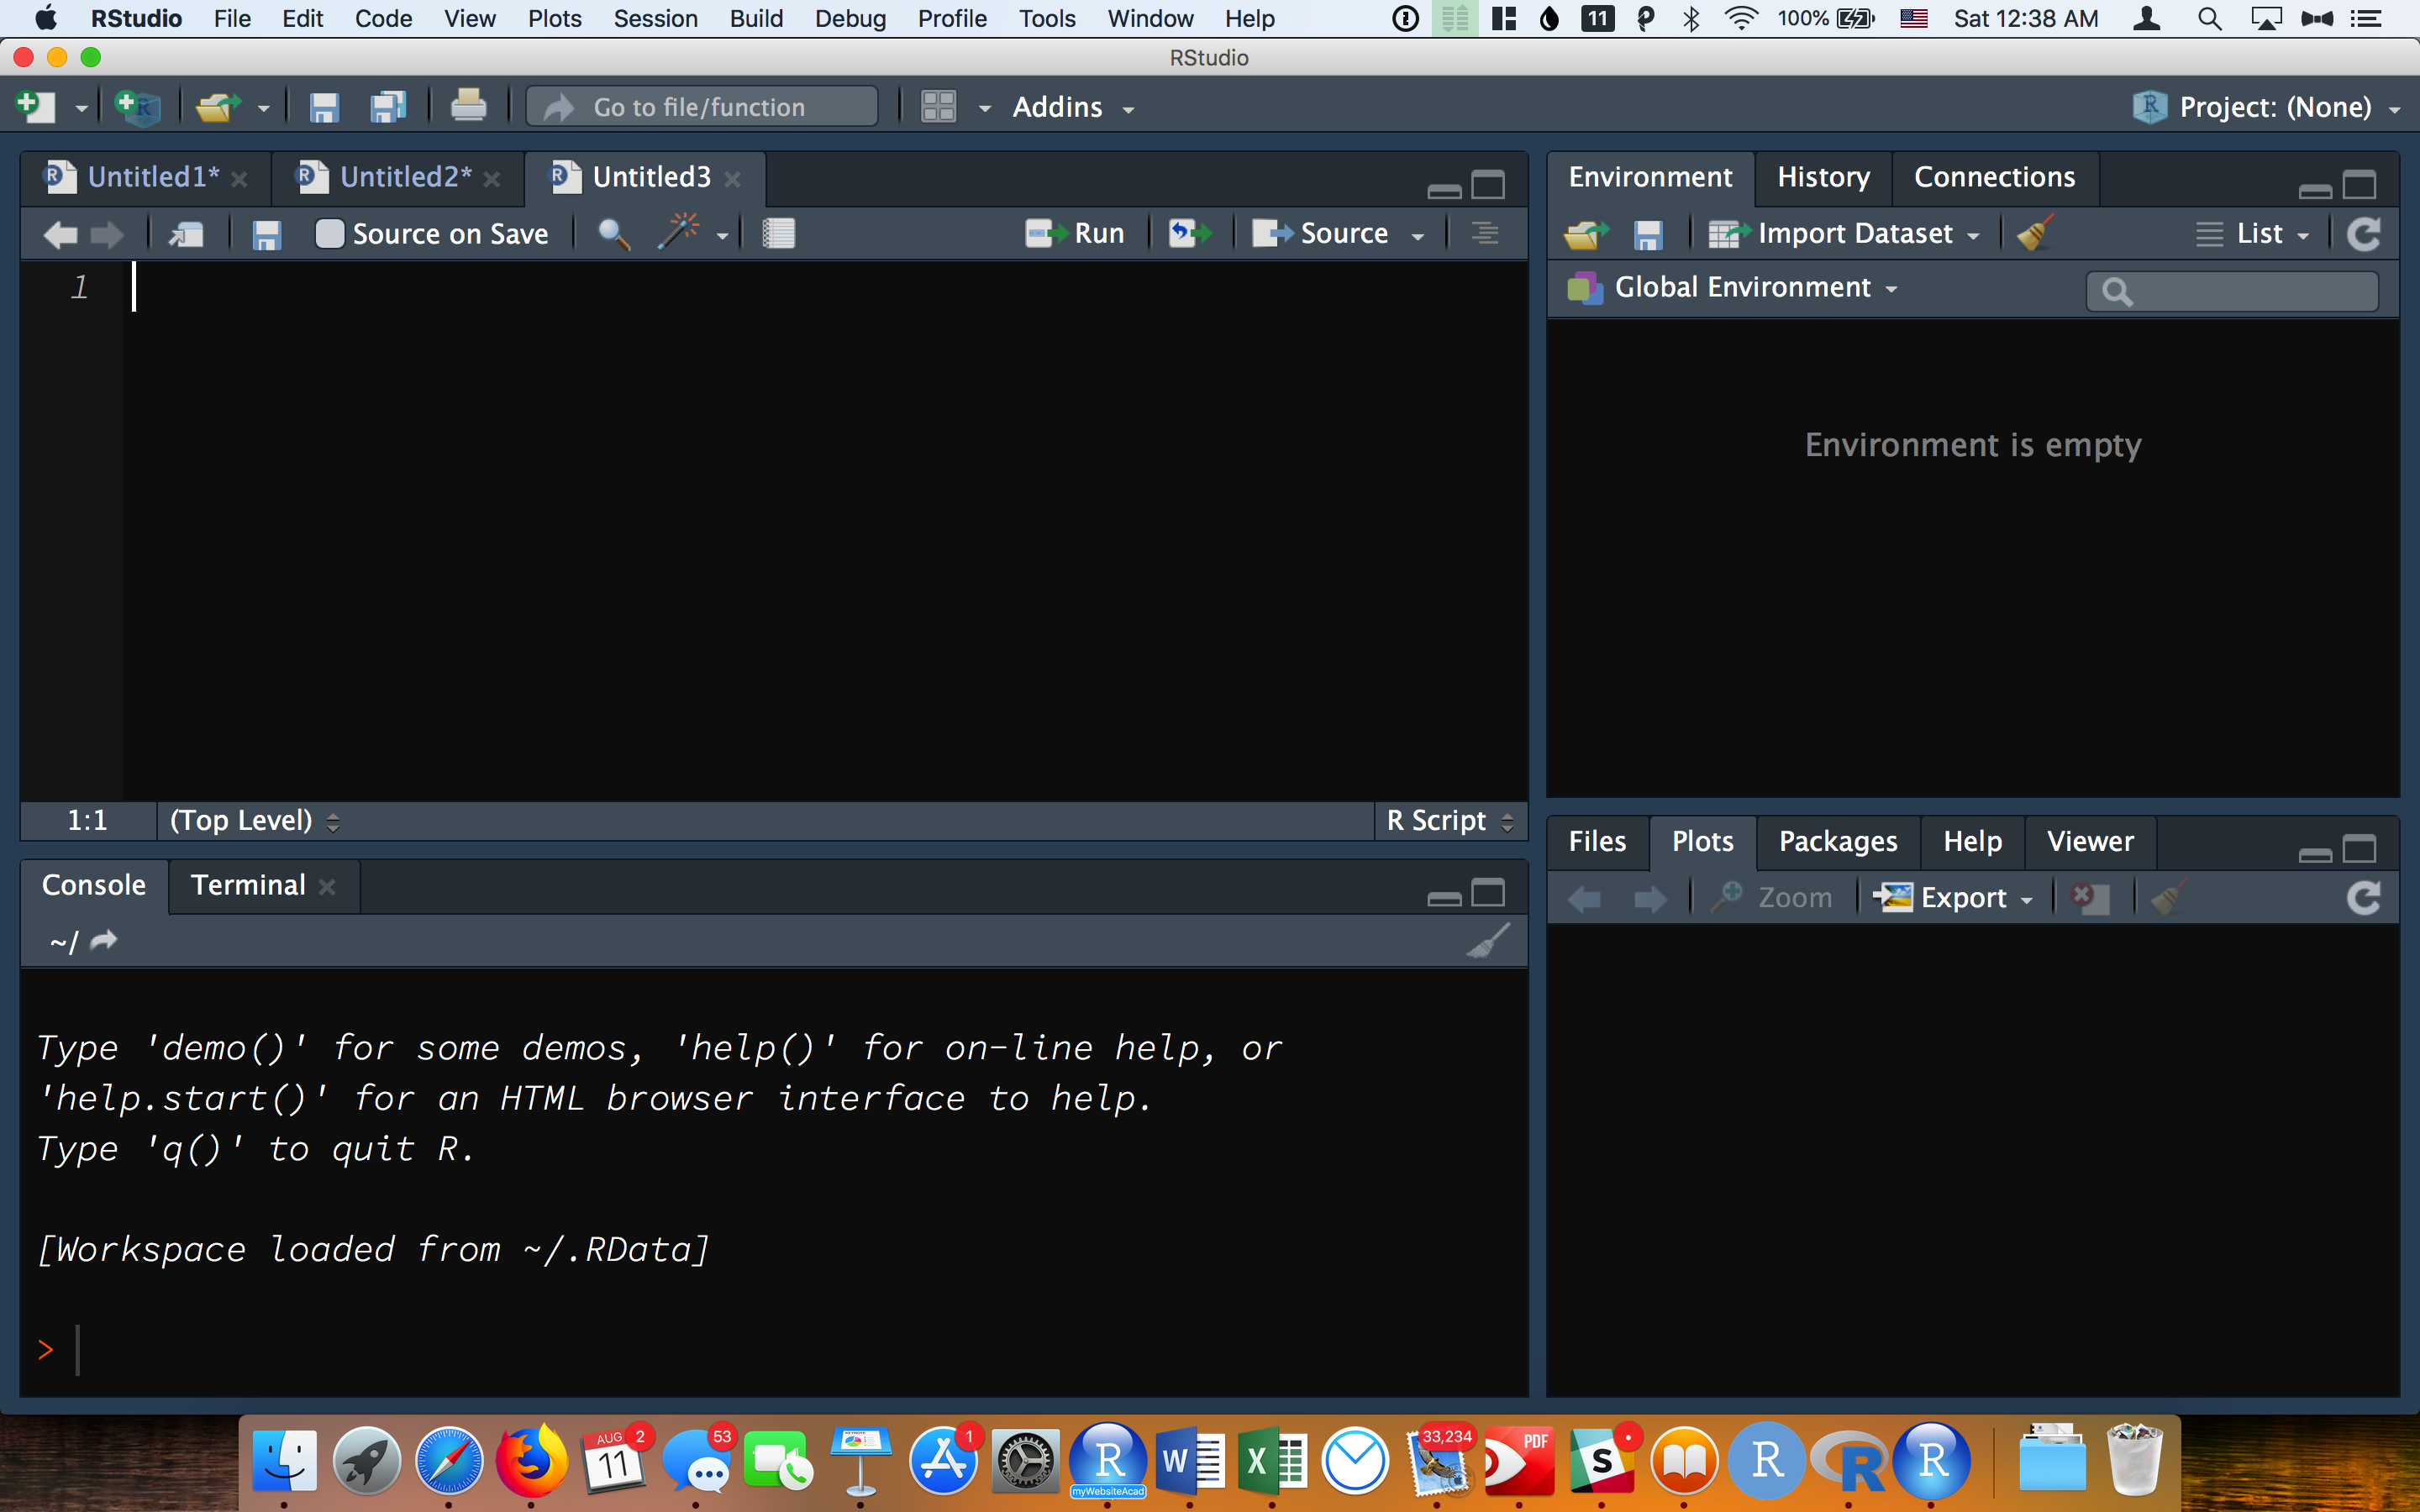 RStudio File Edit Code View Plots Session Build Debug Profile Tools Window Help 11 100% Sat 12:38 AM
RStudio
Go to file/function Addins Project: (None)
Untitled1* Untitled2* Untitled3
Source on Save Run Source
1
1:1 (Top Level) R Script
Environment History Connections
Import Dataset List
Global Environment
Environment is empty
Console Terminal
~/
Type 'demo()' for some demos, 'help()' for on-line help, or
'help.start()' for an HTML browser interface to help.
Type 'q()' to quit R.
[Workspace loaded from ~/.RData]
>
Files Plots Packages Help Viewer
Zoom Export
AUG 2 53 1 33,234 PDF
11 R W X S R R R
myWebsiteAcad